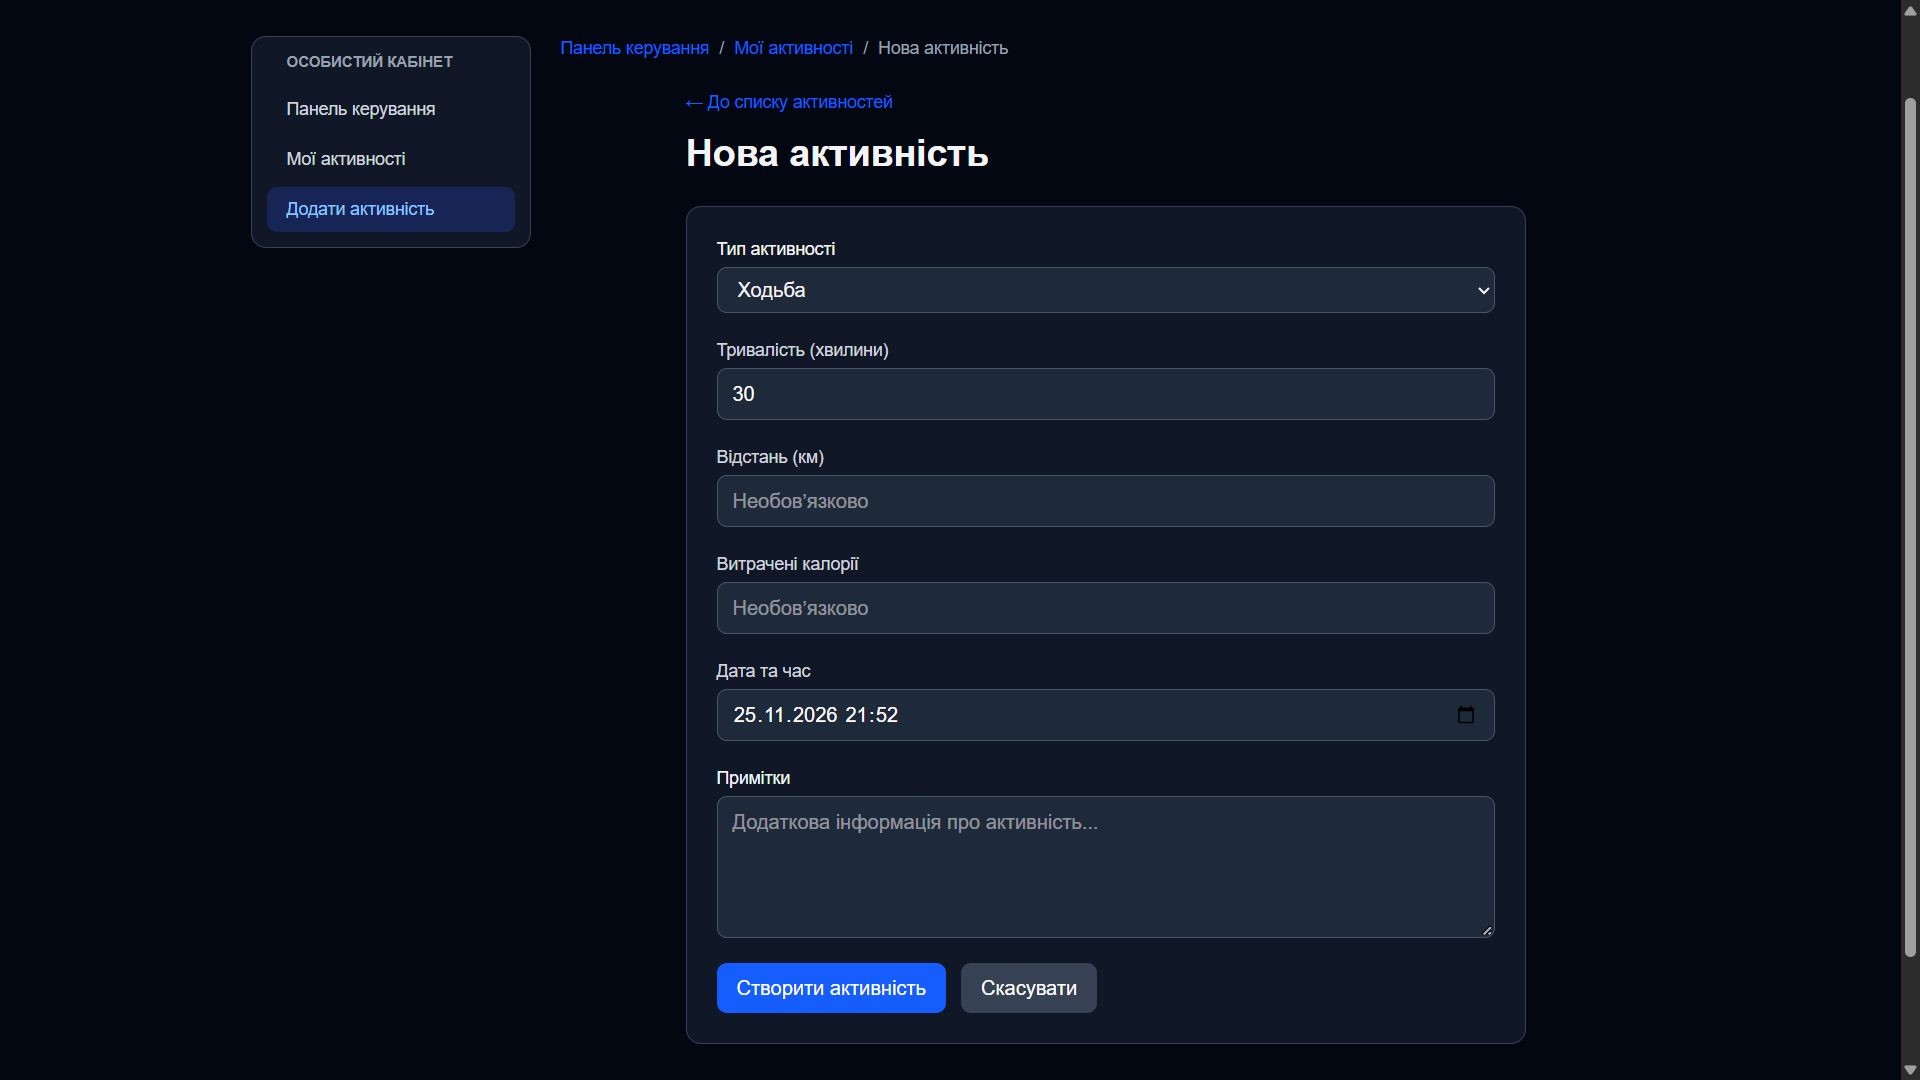 ОСОБИСТИЙ КАБІНЕТ
Панель керування
Мої активності
Додати активність
Панель керування / Мої активності / Нова активність
← До списку активностей
Нова активність
Тип активності
Ходьба
Тривалість (хвилини)
30
Відстань (км)
Необов’язково
Витрачені калорії
Необов’язково
Дата та час
25.11.2026 21:52
Примітки
Додаткова інформація про активність...
Створити активність
Скасувати